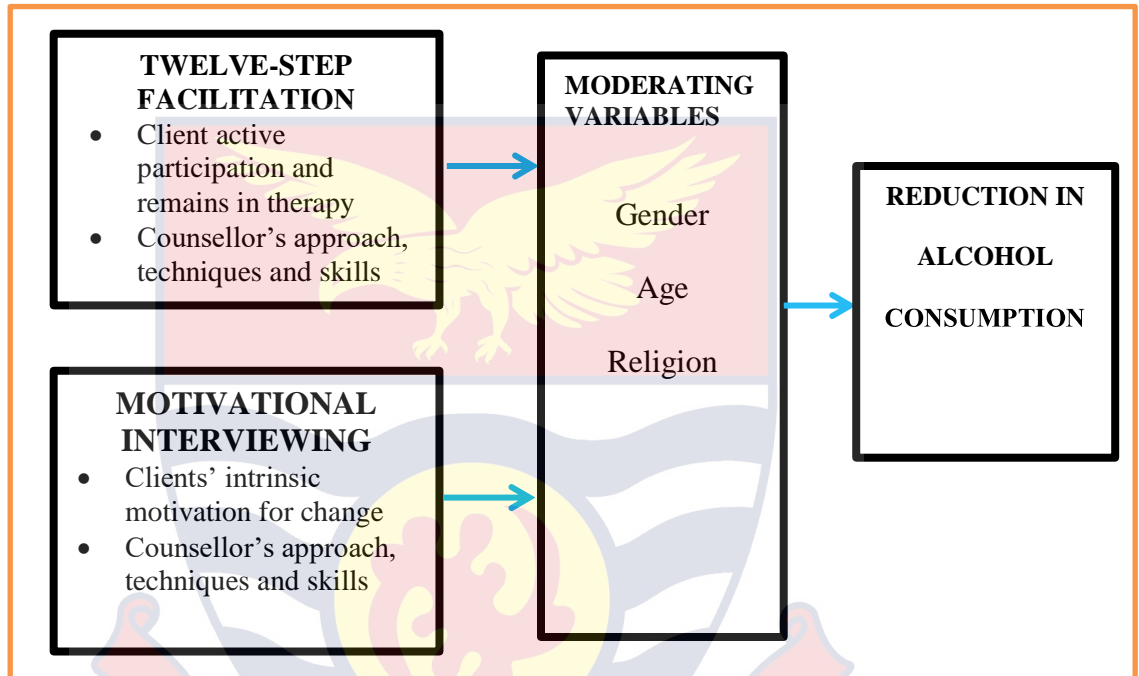 TWELVE-STEP
FACILITATION
• Client active
participation and
remains in therapy
• Counsellor's approach,
techniques and skills
MOTIVATIONAL
INTERVIEWING
• Clients' intrinsic
motivation for change
• Counsellor's approach,
techniques and skills
MODERATING
VARIABLES
Gender
Age
Religion
REDUCTION IN
ALCOHOL
CONSUMPTION